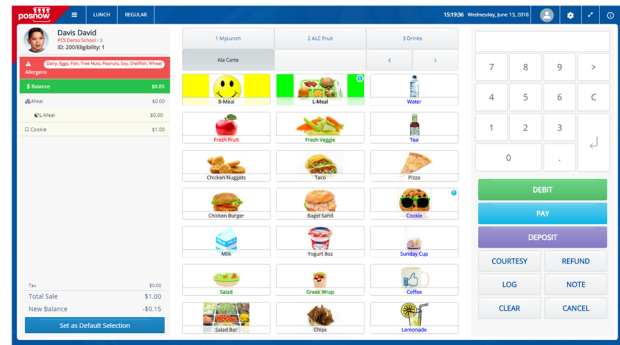 posnow
LUNCH
REGULAR
15:19:36 Wednesday, June 13, 2018
Davis David
PCS Demo School / 3
ID: 200/Eligibility: 1
Dairy, Eggs, Fish, Tree Nuts, Peanuts, Soy, Shellfish, Wheat
Allergens
$ Balance $0.85
Meal $0.00
L-Meal $0.00
Cookie $1.00
Tax $0.00
Total Sale $1.00
New Balance -$0.15
Set as Default Selection
1 MyLunch
2 ALC Fruit
3 Drinks
Ala Carte
<
>
B-Meal
L-Meal
Water
Fresh Fruit
Fresh Veggie
Tea
Chicken Nuggets
Taco
Pizza
Chicken Burger
Bagel Sand
Cookie
Milk
Yogurt 8oz
Sunday Cup
Salad
Greek Wrap
Coffee
Salad Bar
Chips
Lemonade
7 8 9 >
4 5 6 C
1 2 3
0 .
DEBIT
PAY
DEPOSIT
COURTESY REFUND
LOG NOTE
CLEAR CANCEL